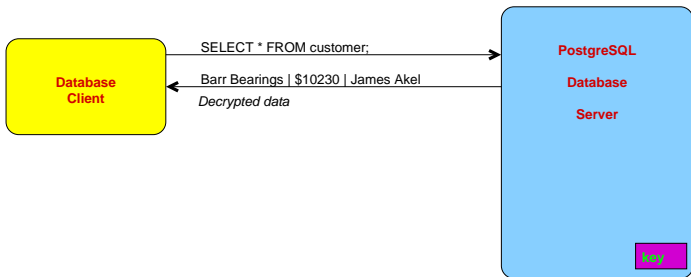 SELECT * FROM customer;
Database
Client
Barr Bearings | $10230 | James Akel
Decrypted data
PostgreSQL
Database
Server
key